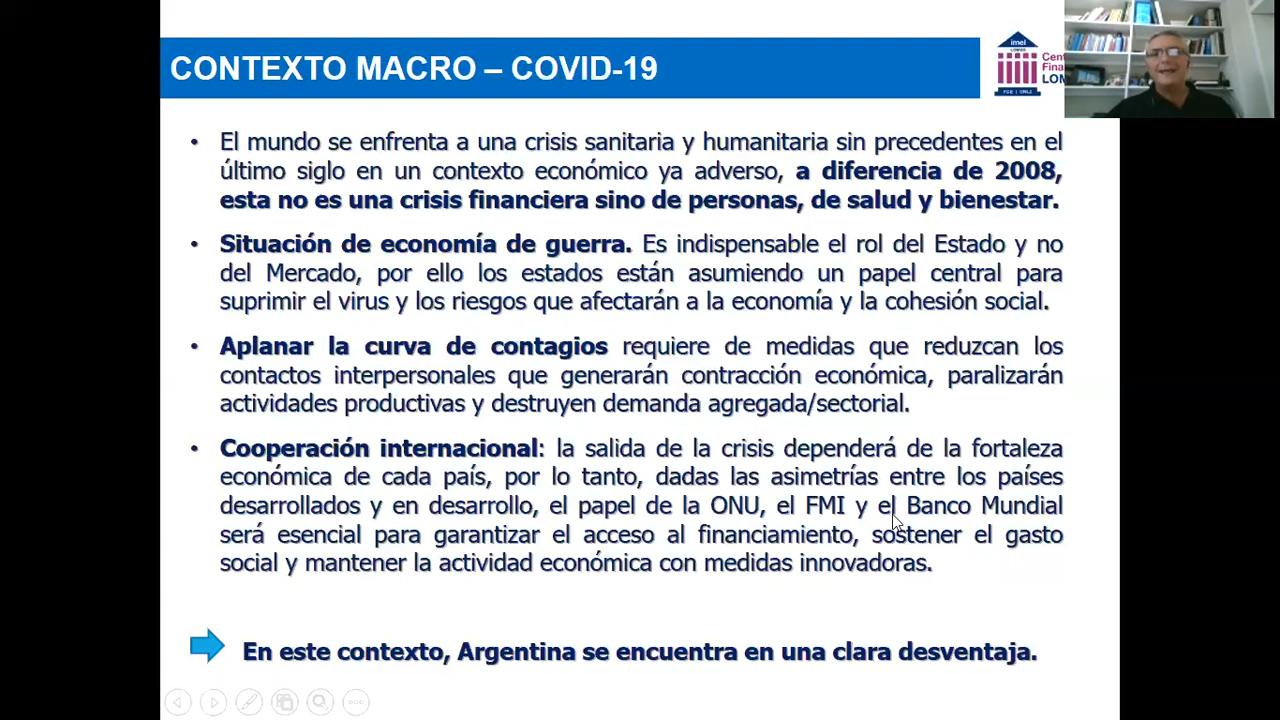 CONTEXTO MACRO – COVID-19
imel
LOMAS
Cent
Fina
LOM
• El mundo se enfrenta a una crisis sanitaria y humanitaria sin precedentes en el
último siglo en un contexto económico ya adverso, a diferencia de 2008,
esta no es una crisis financiera sino de personas, de salud y bienestar.
• Situación de economía de guerra. Es indispensable el rol del Estado y no
del Mercado, por ello los estados están asumiendo un papel central para
suprimir el virus y los riesgos que afectarán a la economía y la cohesión social.
• Aplanar la curva de contagios requiere de medidas que reduzcan los
contactos interpersonales que generarán contracción económica, paralizarán
actividades productivas y destruyen demanda agregada/sectorial.
• Cooperación internacional: la salida de la crisis dependerá de la fortaleza
económica de cada país, por lo tanto, dadas las asimetrías entre los países
desarrollados y en desarrollo, el papel de la ONU, el FMI y el Banco Mundial
será esencial para garantizar el acceso al financiamiento, sostener el gasto
social y mantener la actividad económica con medidas innovadoras.
En este contexto, Argentina se encuentra en una clara desventaja.